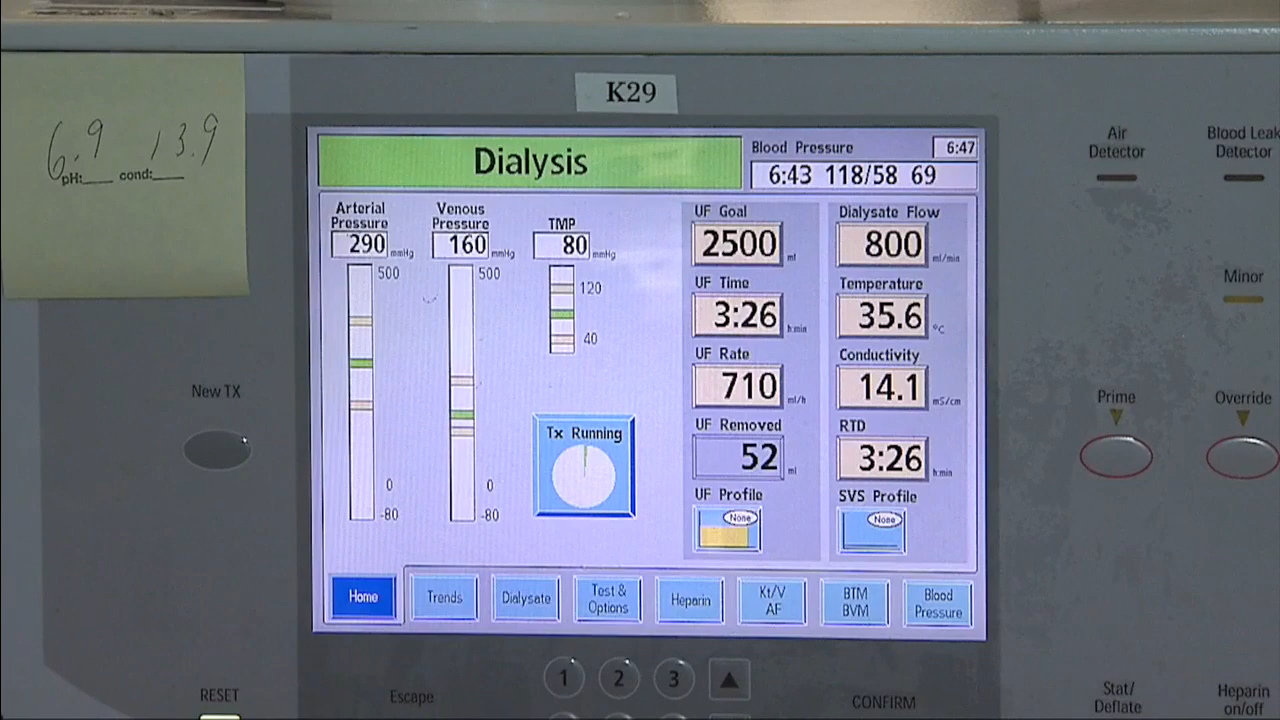 K29
6.9 13.9
pH:___ cond:___
Dialysis
Blood Pressure 6:47
6:43 118/58 69
Arterial Pressure
290 mmHg
500
0
-80
Venous Pressure
160 mmHg
500
0
-80
TMP
80 mmHg
120
40
Tx Running
UF Goal
2500 ml
UF Time
3:26 h:min
UF Rate
710 ml/h
UF Removed
52 ml
UF Profile
None
Dialysate Flow
800 ml/min
Temperature
35.6 °C
Conductivity
14.1 mS/cm
RTD
3:26 h:min
SVS Profile
None
Home
Trends
Dialysate
Test & Options
Heparin
Kt/V AF
BTM BVM
Blood Pressure
Air Detector
Blood Leak Detector
Minor
New TX
Prime
Override
RESET
Escape
1 2 3
CONFIRM
Stat/ Deflate
Heparin on/off